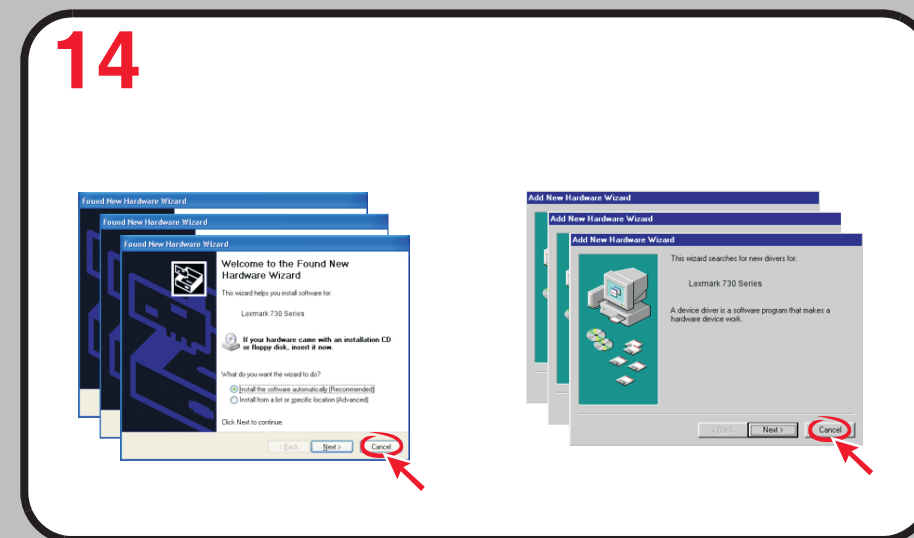 14
Found New Hardware Wizard
Found New Hardware Wizard
Found New Hardware Wizard
Welcome to the Found New
Hardware Wizard
This wizard helps you install software for:
Lexmark 730 Series
If your hardware came with an installation CD
or floppy disk, insert it now.
What do you want the wizard to do?
Install the software automatically (Recommended)
Install from a list or specific location (Advanced)
Click Next to continue.
< Back Next > Cancel
Add New Hardware Wizard
Add New Hardware Wizard
Add New Hardware Wizard
This wizard searches for new drivers for:
Lexmark 730 Series
A device driver is a software program that makes a
hardware device work.
< Back Next > Cancel